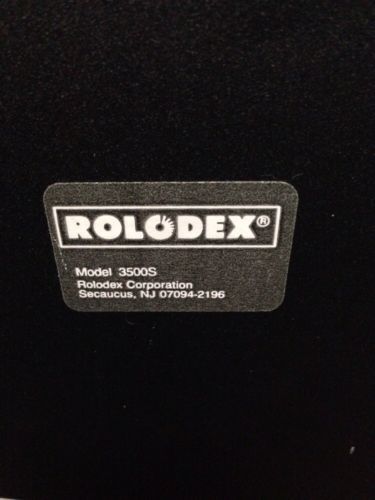 ROLODEX®
Model 3500S
Rolodex Corporation
Secaucus, NJ 07094-2196